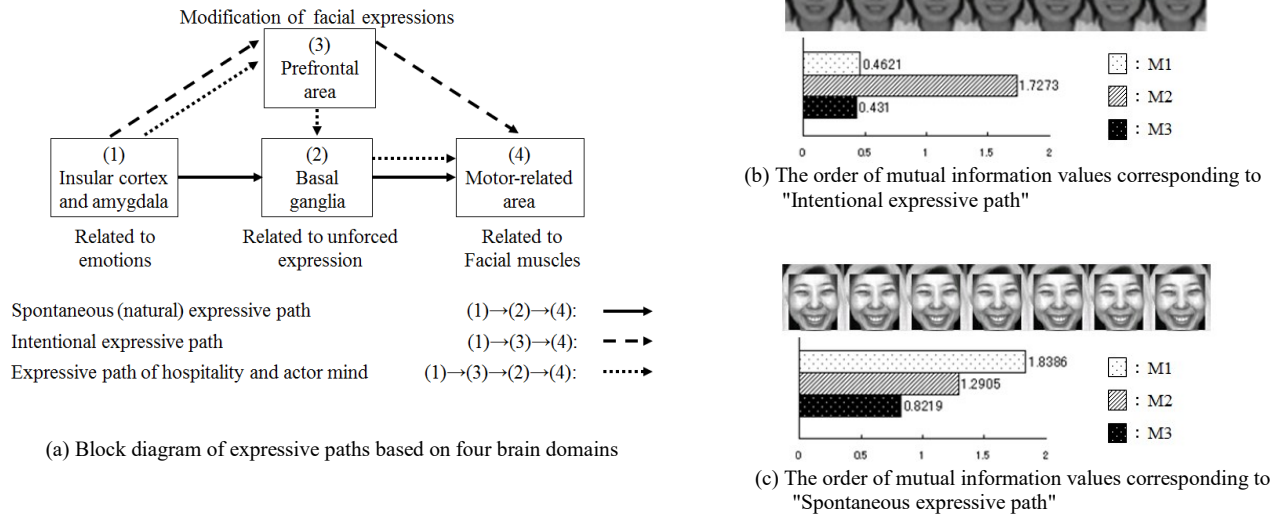 Modification of facial expressions
(3)
Prefrontal
area
(1)
Insular cortex
and amygdala
(2)
Basal
ganglia
(4)
Motor-related
area
Related to
emotions
Related to unforced
expression
Related to
Facial muscles
Spontaneous (natural) expressive path (1)→(2)→(4):
Intentional expressive path (1)→(3)→(4):
Expressive path of hospitality and actor mind (1)→(3)→(2)→(4):
(a) Block diagram of expressive paths based on four brain domains
0.4621
1.7273
0.431
0 0.5 1 1.5 2
: M1
: M2
: M3
(b) The order of mutual information values corresponding to
"Intentional expressive path"
1.8386
1.2905
0.8219
0 0.5 1 1.5 2
: M1
: M2
: M3
(c) The order of mutual information values corresponding to
"Spontaneous expressive path"